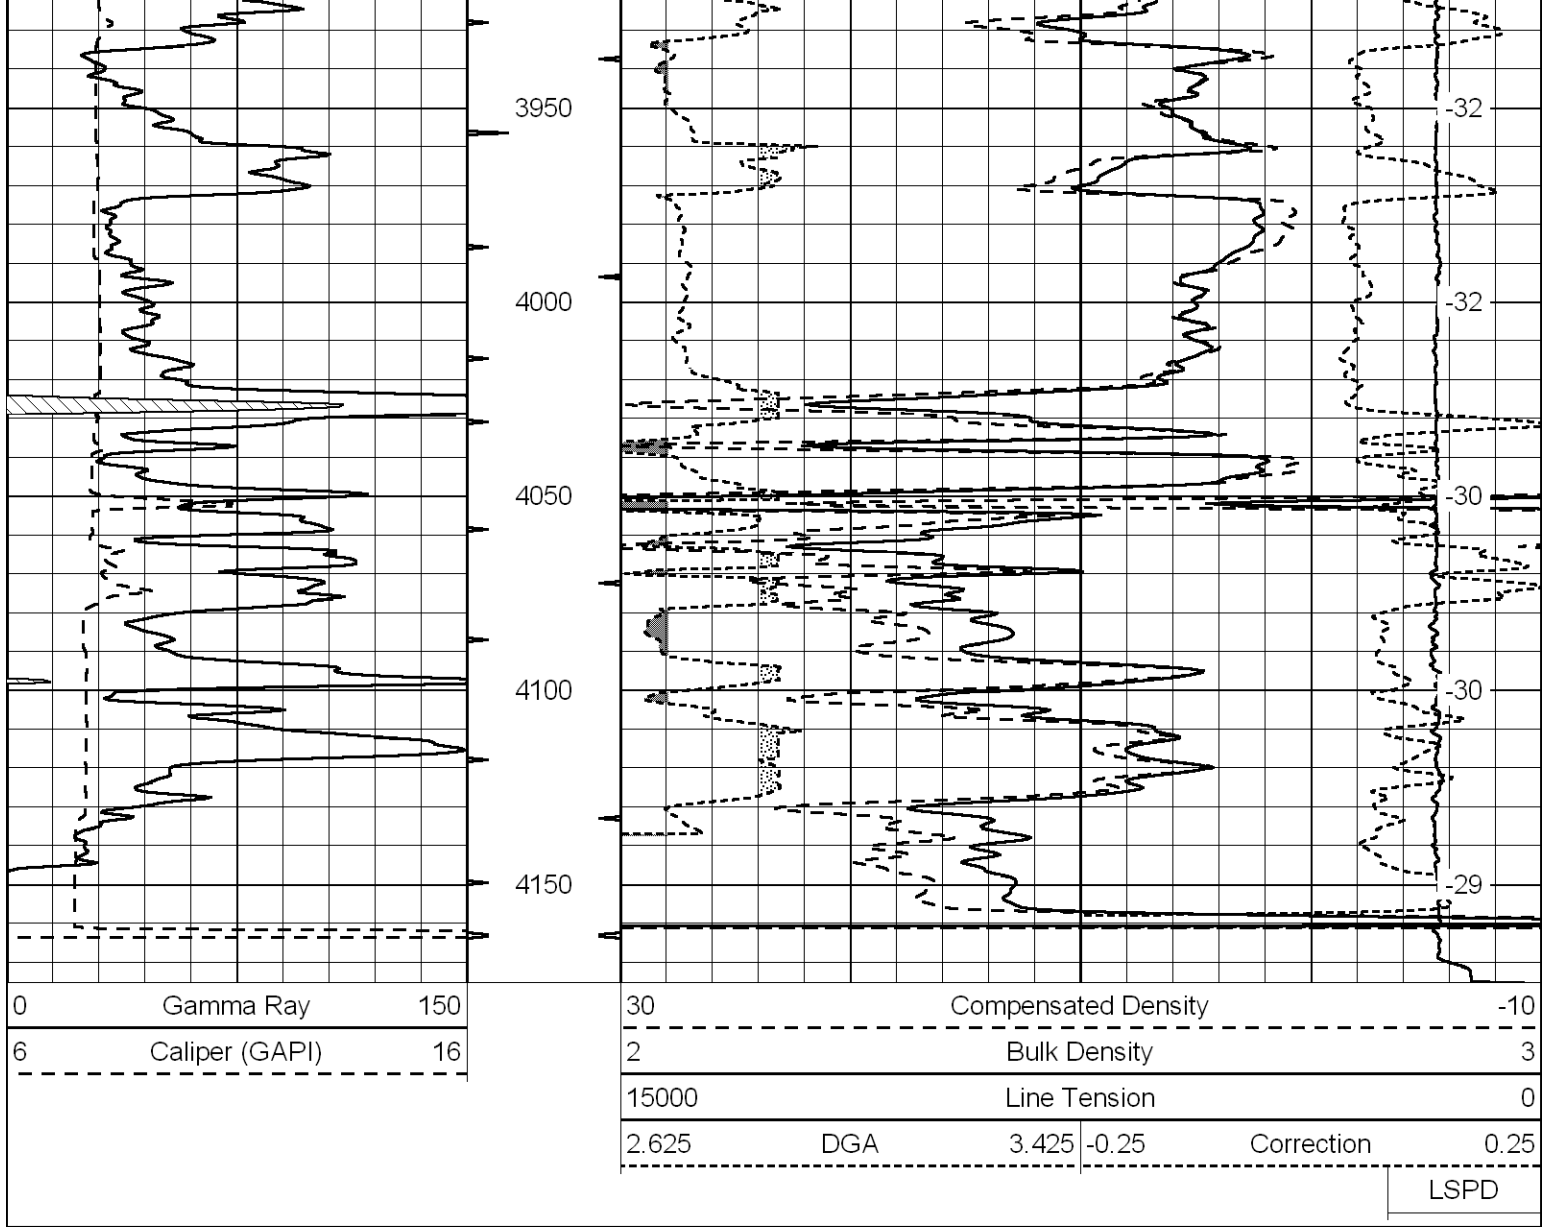 3950 -32
4000 -32
4050 -30
4100 -30
4150 -29
0 Gamma Ray 150
6 Caliper (GAPI) 16
30 Compensated Density -10
2 Bulk Density 3
15000 Line Tension 0
2.625 DGA 3.425 -0.25 Correction 0.25
LSPD